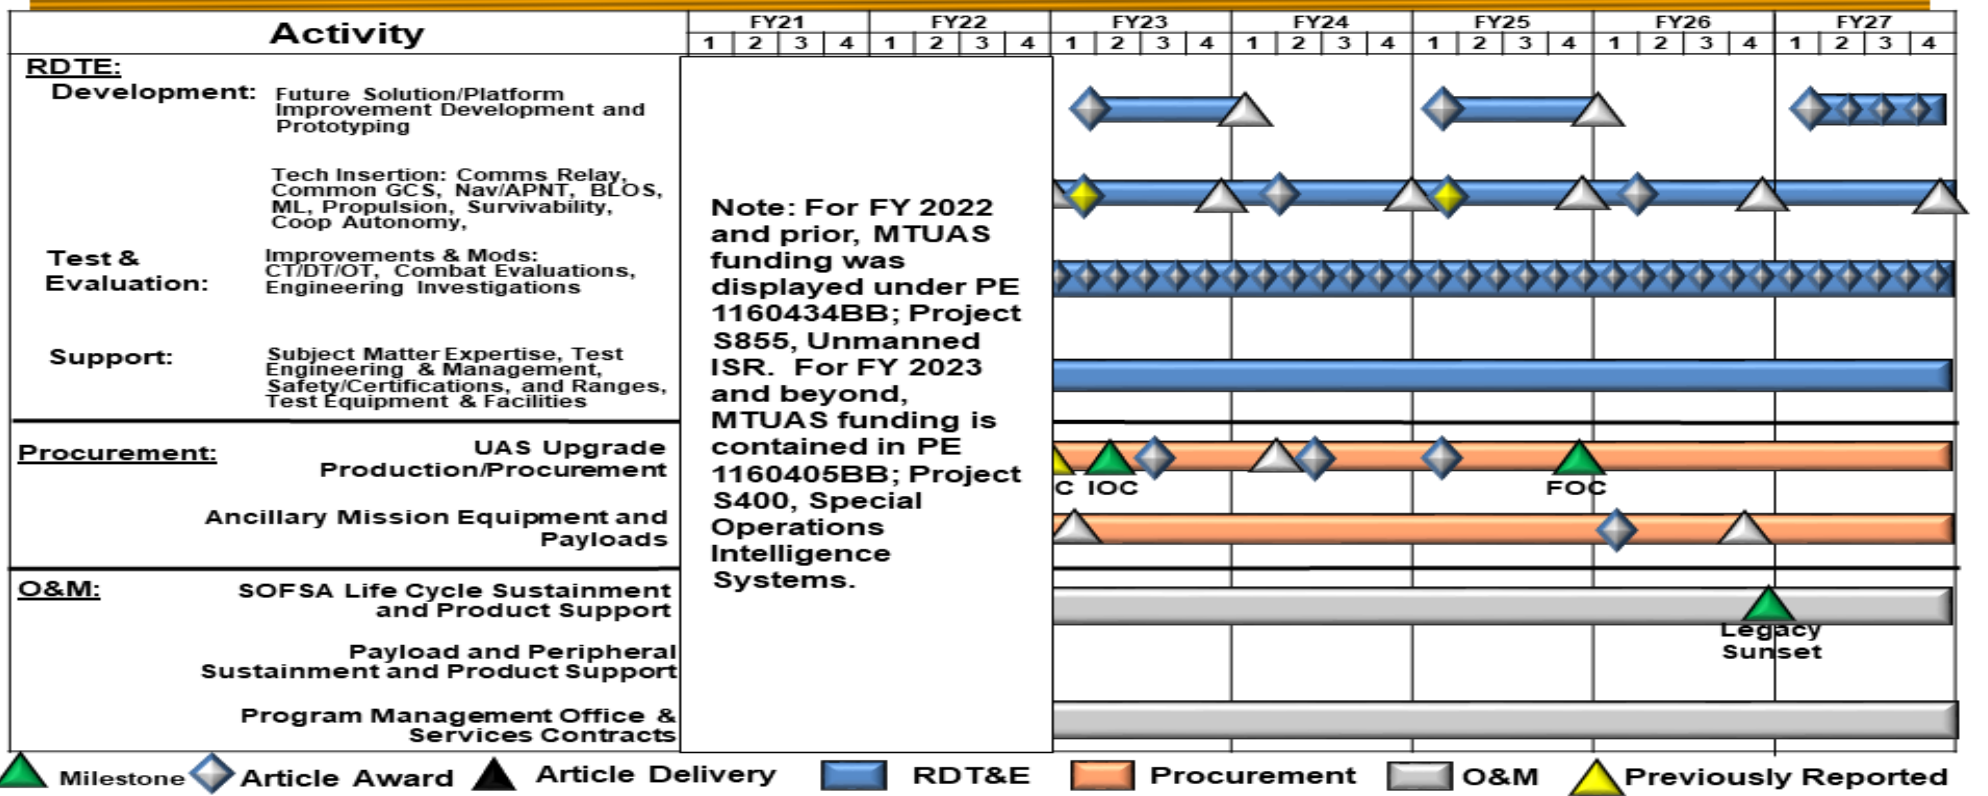 Activity
FY21 FY22 FY23 FY24 FY25 FY26 FY27
1 2 3 4 1 2 3 4 1 2 3 4 1 2 3 4 1 2 3 4 1 2 4 1 2 3 4
RDTE:
Development: Future Solution/Platform
Improvement Development and
Prototyping
Tech Insertion: Comms Relay,
Common GCS, Nav/APNT, BLOS,
ML, Propulsion, Survivability,
Coop Autonomy,
Test &
Evaluation:
Improvements & Mods:
CT/DT/OT, Combat Evaluations,
Engineering Investigations
Support:
Subject Matter Expertise, Test
Engineering & Management,
Safety/Certifications, and Ranges,
Test Equipment & Facilities
Note: For FY 2022
and prior, MTUAS
funding was
displayed under PE
1160434BB; Project
S855, Unmanned
ISR. For FY 2023
and beyond,
MTUAS funding is
contained in PE
1160405BB; Project
S400, Special
Operations
Intelligence
Systems.
Procurement:
UAS Upgrade
Production/Procurement
C IOC
FOC
Ancillary Mission Equipment and
Payloads
O&M:
SOFSA Life Cycle Sustainment
and Product Support
Legacy
Sunset
Payload and Peripheral
Sustainment and Product Support
Program Management Office &
Services Contracts
Milestone Article Award Article Delivery RDT&E Procurement O&M Previously Reported